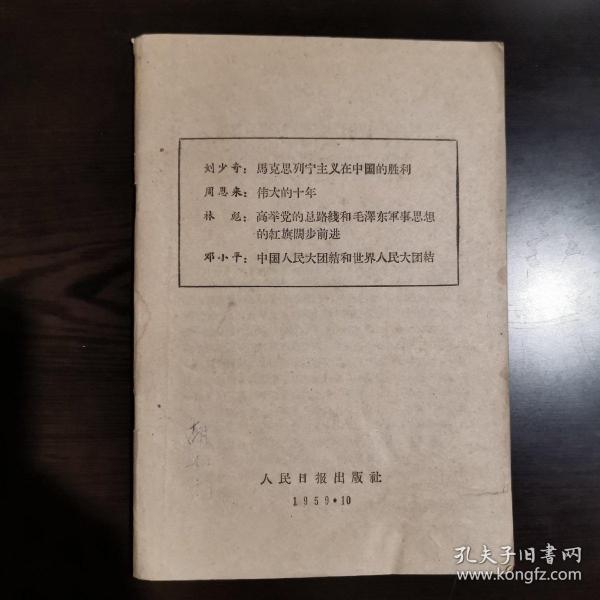 刘少奇：馬克思列宁主义在中國的胜利
周恩来：伟大的十年
林彪：高举党的总路綫和毛澤东軍事思想
的紅旗闊步前进
邓小平：中国人民大团結和世界人民大团結
人民日报出版社
1959·10
孔夫子旧书网
www.kongfz.com